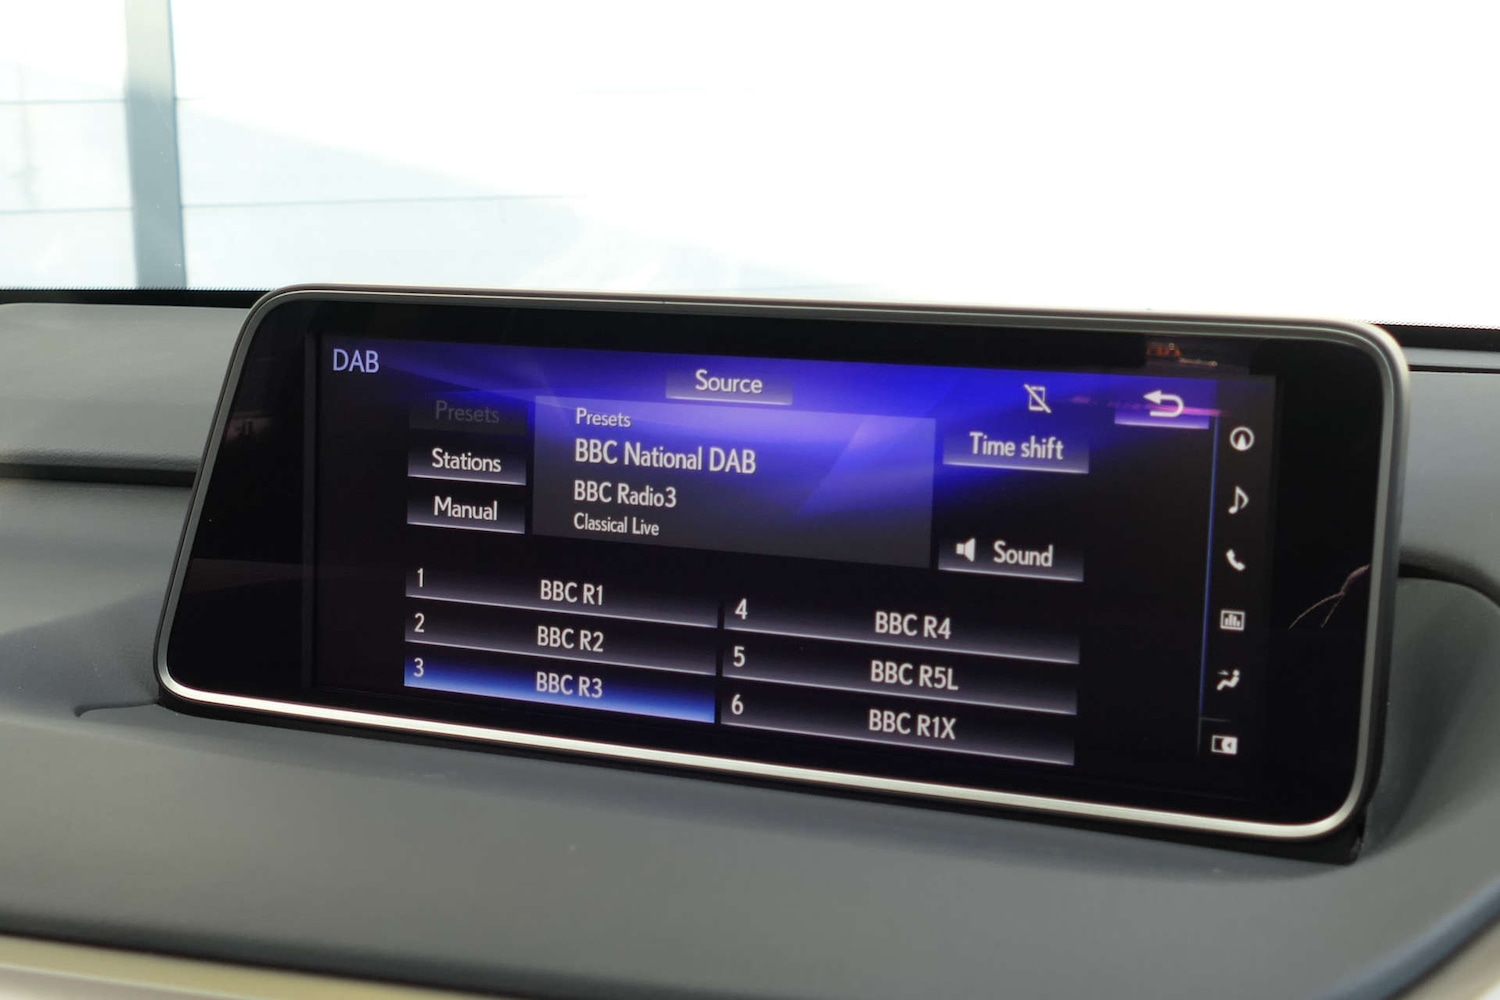 DAB
Source
Presets
Stations
Manual
Presets
BBC National DAB
BBC Radio3
Classical Live
Time shift
Sound
1 BBC R1
2 BBC R2
3 BBC R3
4 BBC R4
5 BBC R5L
6 BBC R1X